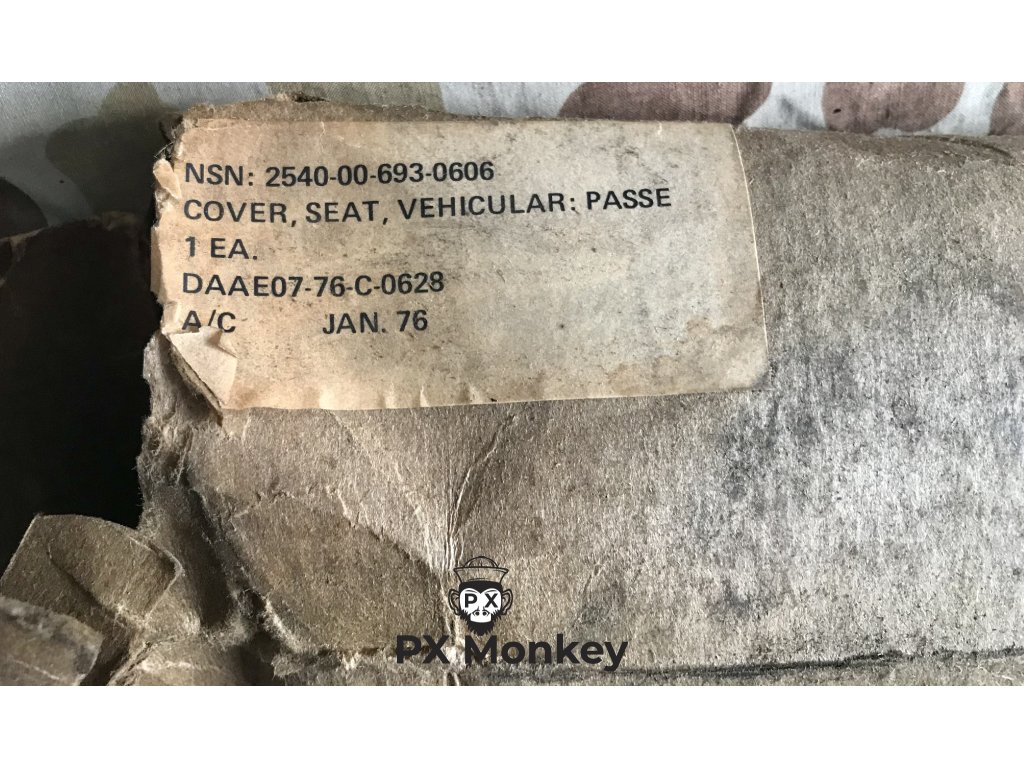 NSN: 2540-00-693-0606
COVER, SEAT, VEHICULAR: PASSE
1 EA.
DAAE07-76-C-0628
A/C JAN. 76
PX
PX Monkey